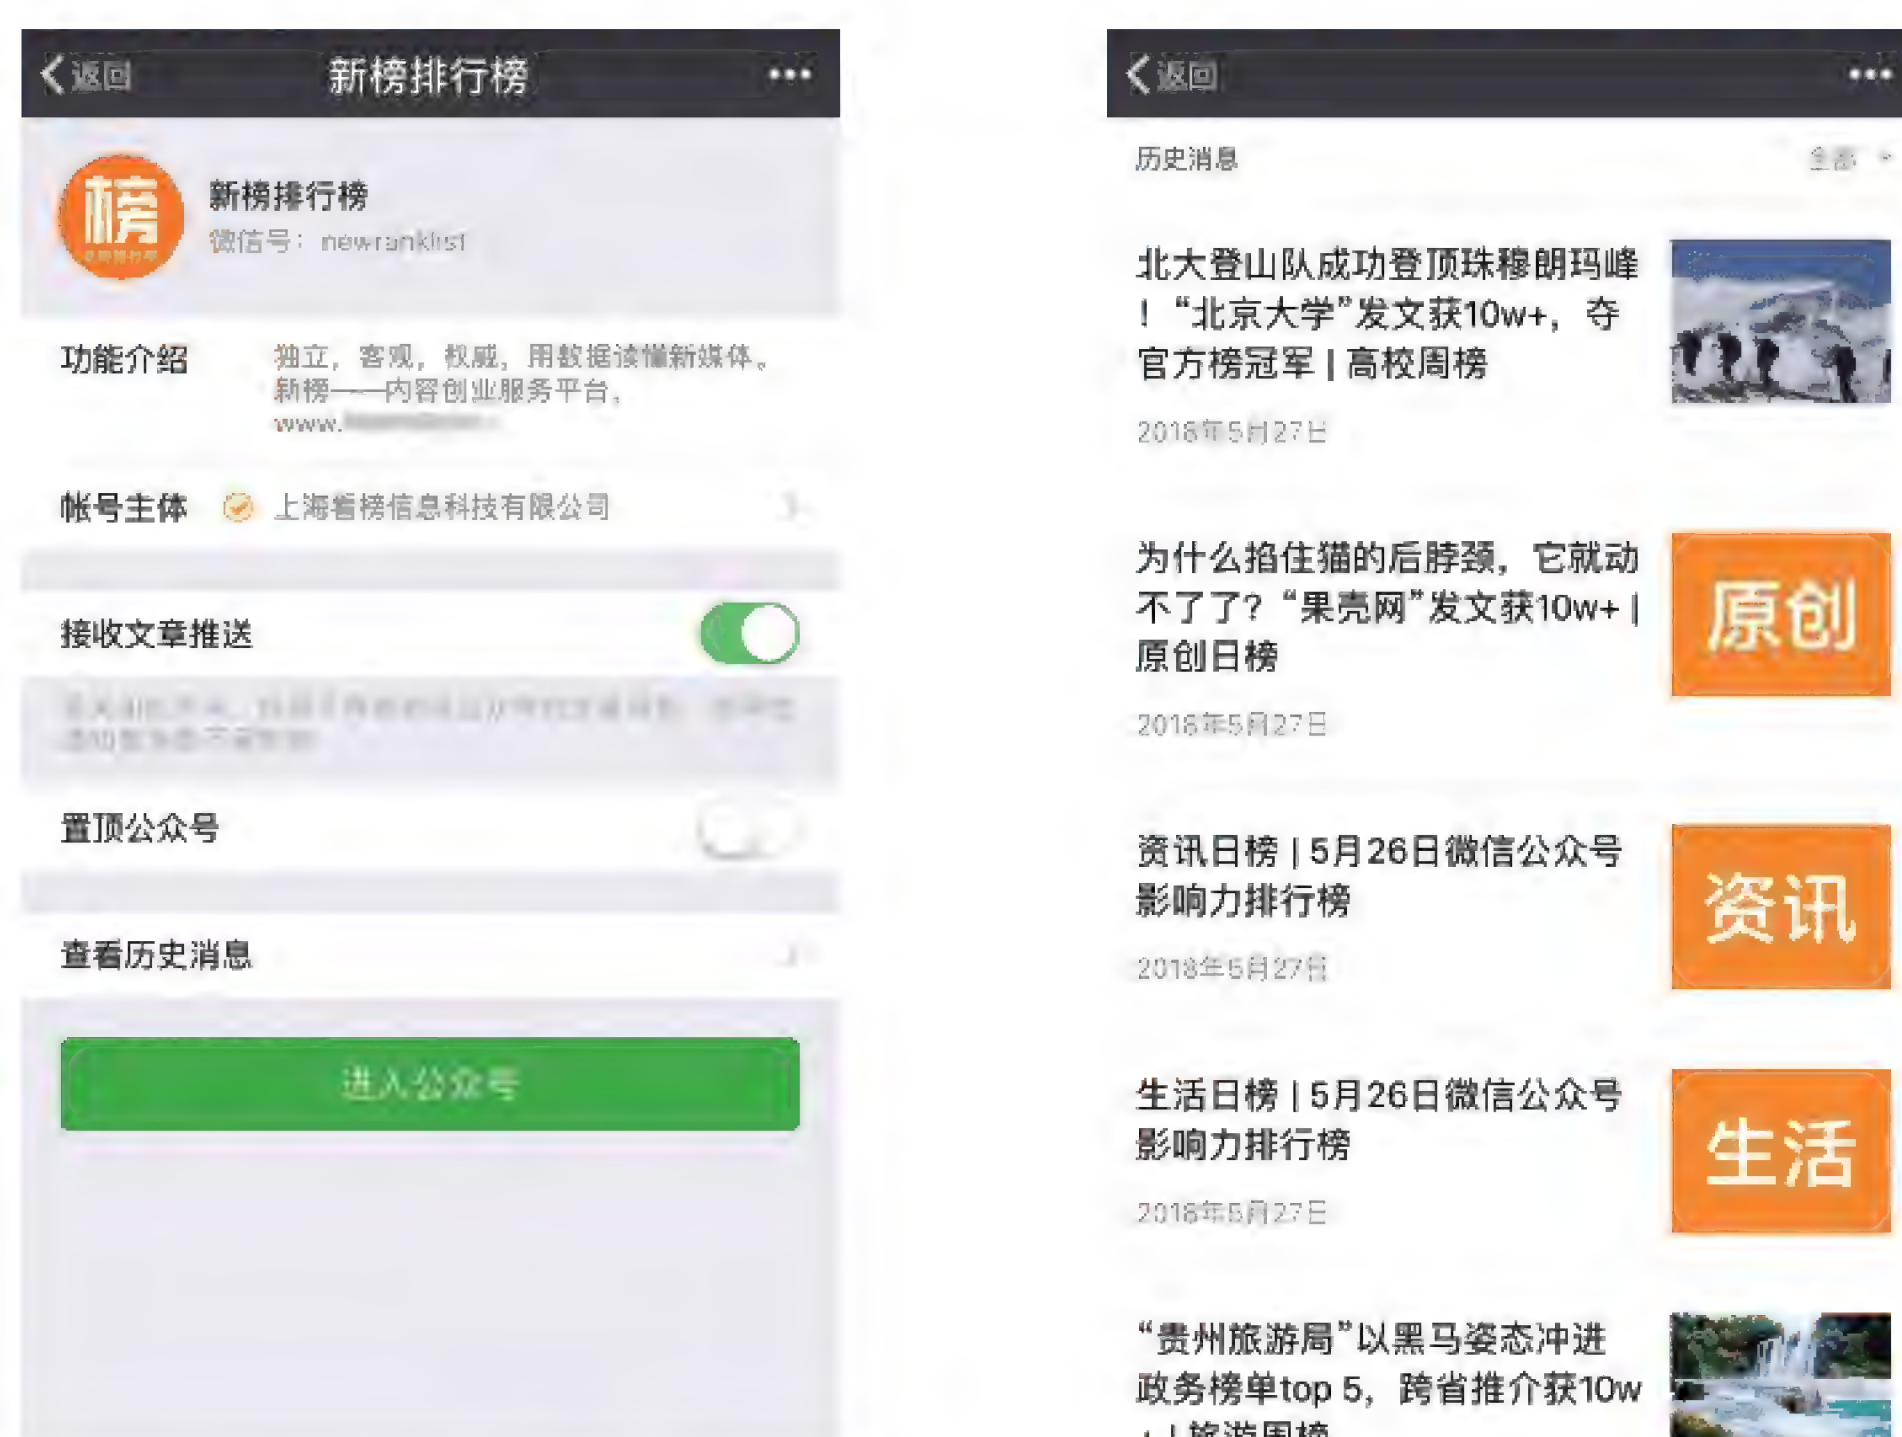 返回
新榜排行榜
榜
新榜排行榜
微信号: newranklist
功能介绍
独立，客观，权威，用数据读懂新媒体。
新榜——内容创业服务平台。
www.
帐号主体
上海看榜信息科技有限公司
接收文章推送
置顶公众号
查看历史消息
进入公众号
返回
历史消息
全部
北大登山队成功登顶珠穆朗玛峰
！“北京大学”发文获10w+，夺
官方榜冠军 | 高校周榜
2018年5月27日
为什么掐住猫的后脖颈，它就动
不了了？“果壳网”发文获10w+ |
原创日榜
2018年5月27日
原创
资讯日榜 | 5月26日微信公众号
影响力排行榜
2018年5月27日
资讯
生活日榜 | 5月26日微信公众号
影响力排行榜
2018年5月27日
生活
“贵州旅游局”以黑马姿态冲进
政务榜单top 5，跨省推介获10w
+ | 旅游周榜